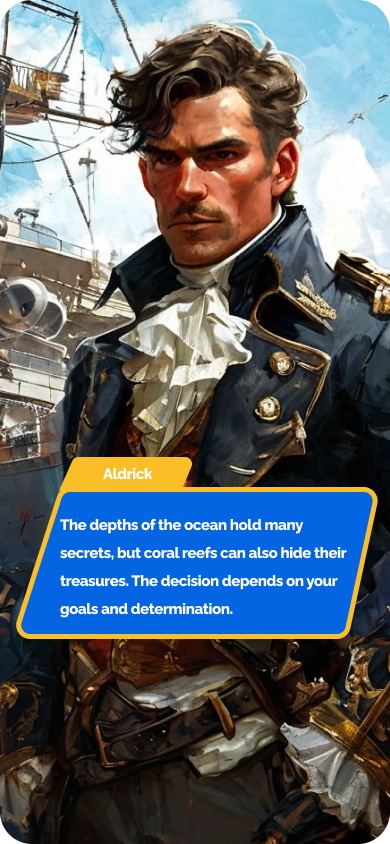 Aldrick
The depths of the ocean hold many
secrets, but coral reefs can also hide their
treasures. The decision depends on your
goals and determination.